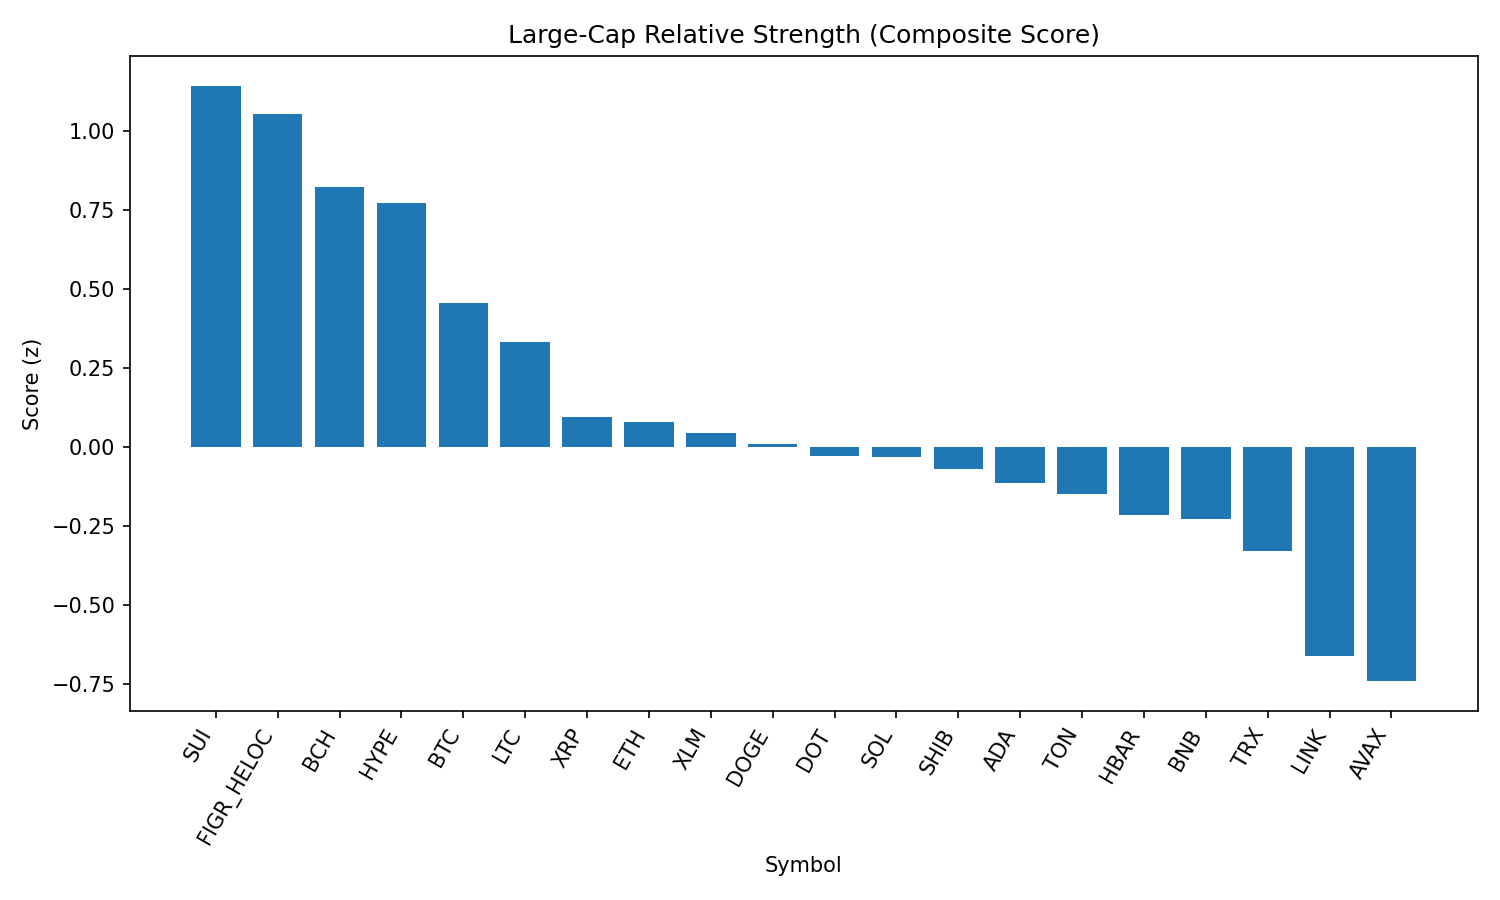 Large-Cap Relative Strength (Composite Score)
1.00
0.75
0.50
0.25
0.00
−0.25
−0.50
−0.75
Score (z)
SUI
FIGR_HELOC
BCH
HYPE
BTC
LTC
XRP
ETH
XLM
DOGE
DOT
SOL
SHIB
ADA
TON
HBAR
BNB
TRX
LINK
AVAX
Symbol